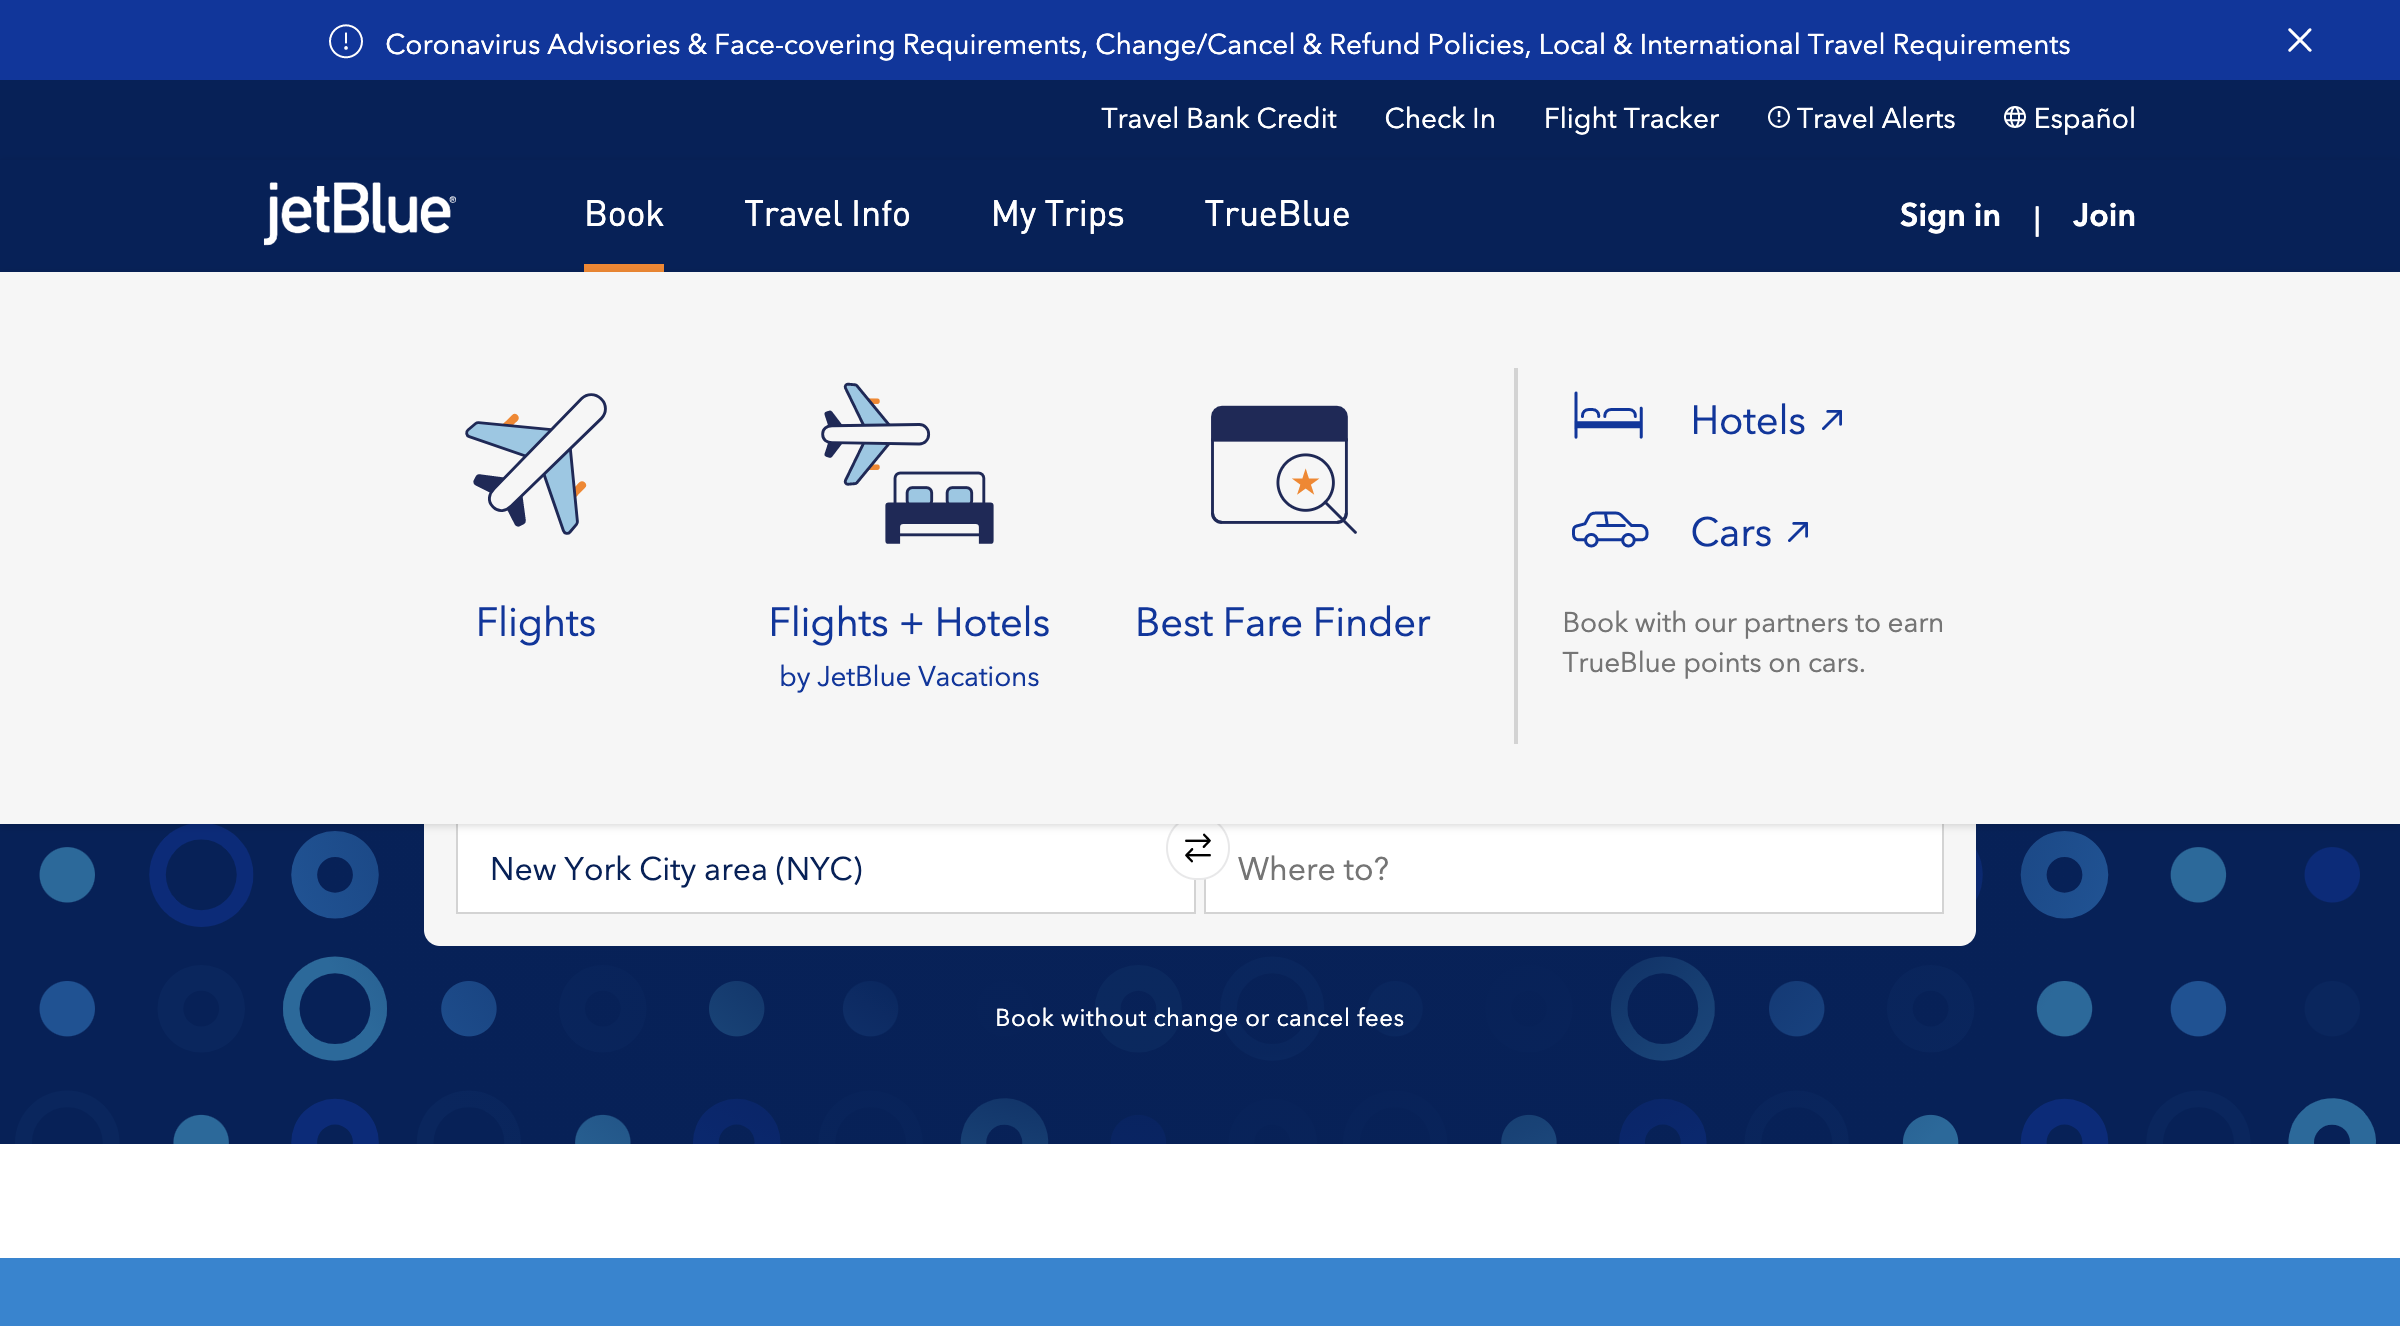 Coronavirus Advisories & Face-covering Requirements, Change/Cancel & Refund Policies, Local & International Travel Requirements
Travel Bank Credit Check In Flight Tracker Travel Alerts Español
jetBlue® Book Travel Info My Trips TrueBlue Sign in | Join
Hotels
Cars
Flights Flights + Hotels Best Fare Finder
by JetBlue Vacations
Book with our partners to earn
TrueBlue points on cars.
New York City area (NYC) Where to?
Book without change or cancel fees